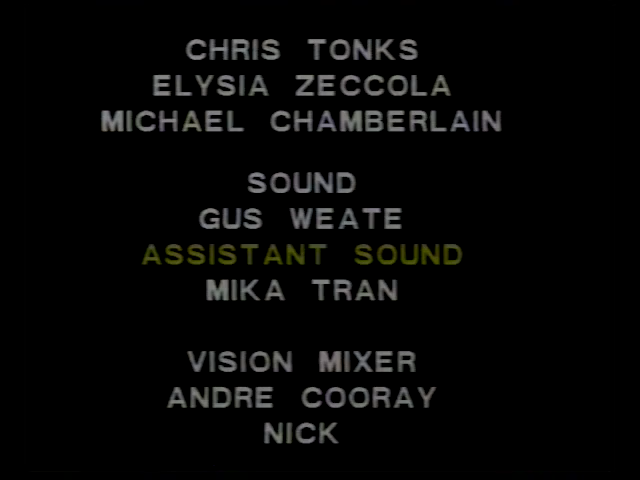 CHRIS TONKS
ELYSIA ZECCOLA
MICHAEL CHAMBERLAIN
SOUND
GUS WEATE
ASSISTANT SOUND
MIKA TRAN
VISION MIXER
ANDRE COORAY
NICK